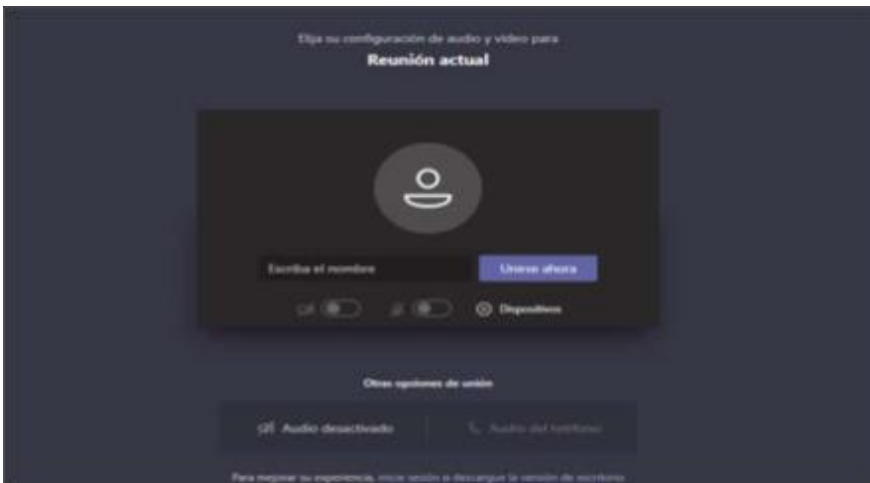 Elija su configuración de audio y video para
Reunión actual
Escriba el nombre
Unirse ahora
Dispositivos
Otras opciones de unión
Audio desactivado
Audio del teléfono
Para mejorar su experiencia, inicie sesión o descargue la versión de escritorio